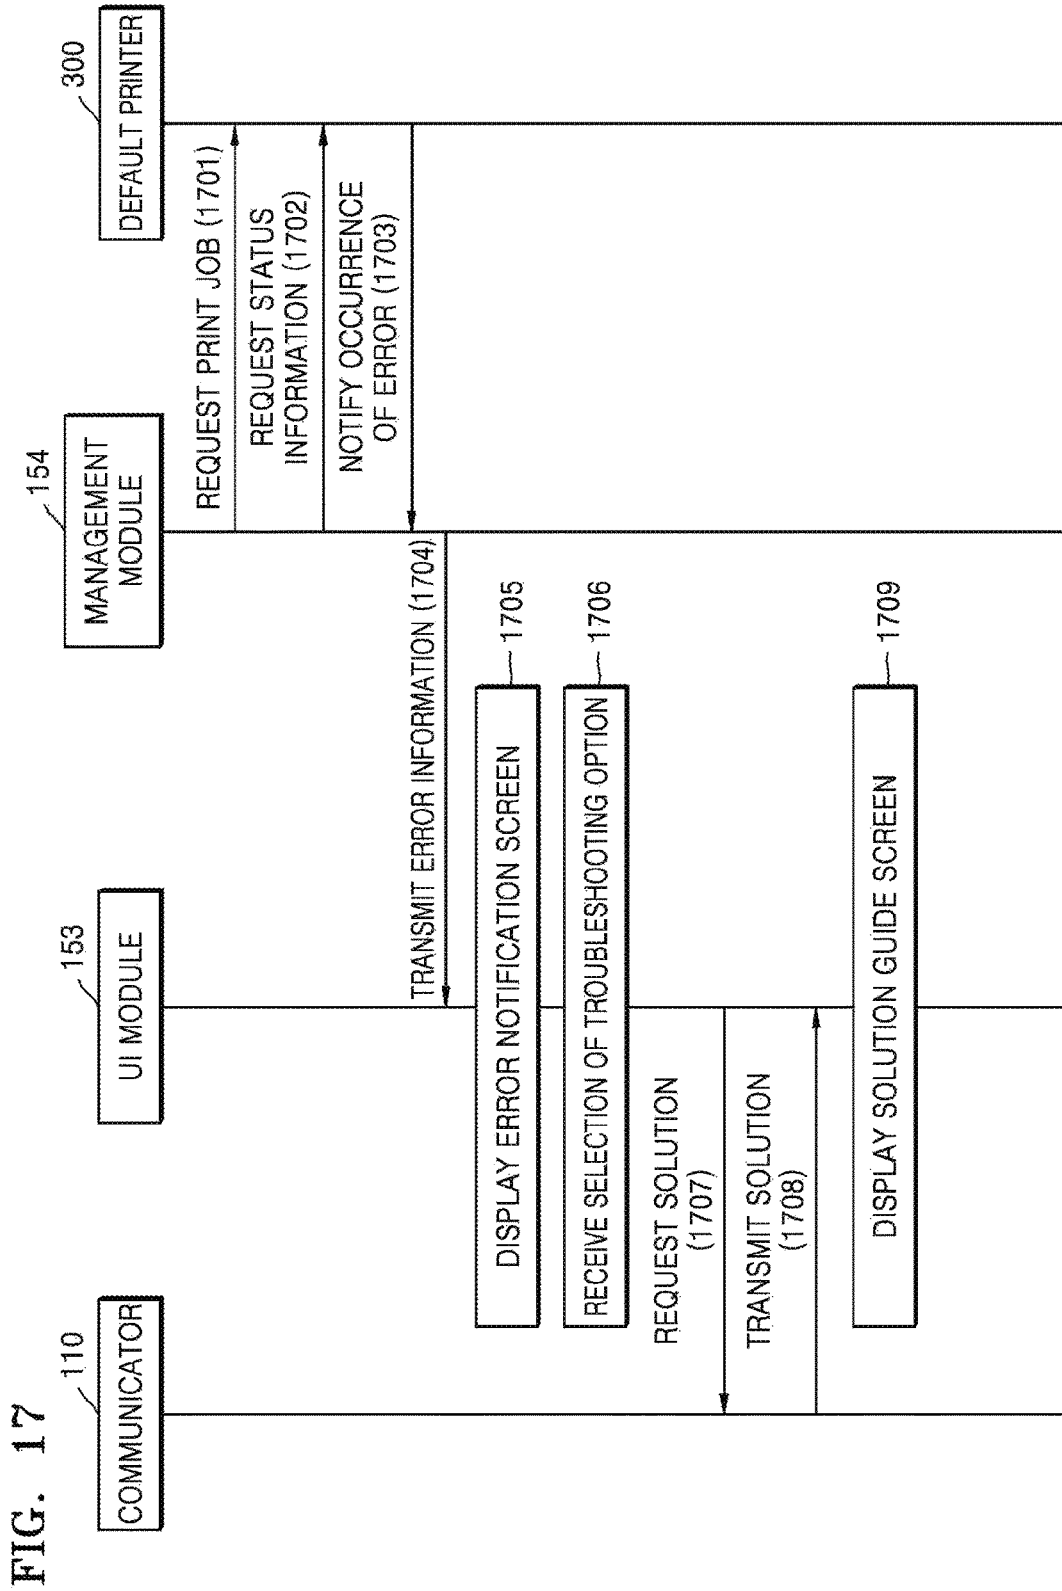 FIG. 17
110
COMMUNICATOR
153
UI MODULE
154
MANAGEMENT
MODULE
300
DEFAULT PRINTER
REQUEST PRINT JOB (1701)
REQUEST STATUS
INFORMATION (1702)
NOTIFY OCCURRENCE
OF ERROR (1703)
TRANSMIT ERROR INFORMATION (1704)
DISPLAY ERROR NOTIFICATION SCREEN
1705
RECEIVE SELECTION OF TROUBLESHOOTING OPTION
1706
REQUEST SOLUTION
(1707)
TRANSMIT SOLUTION
(1708)
DISPLAY SOLUTION GUIDE SCREEN
1709